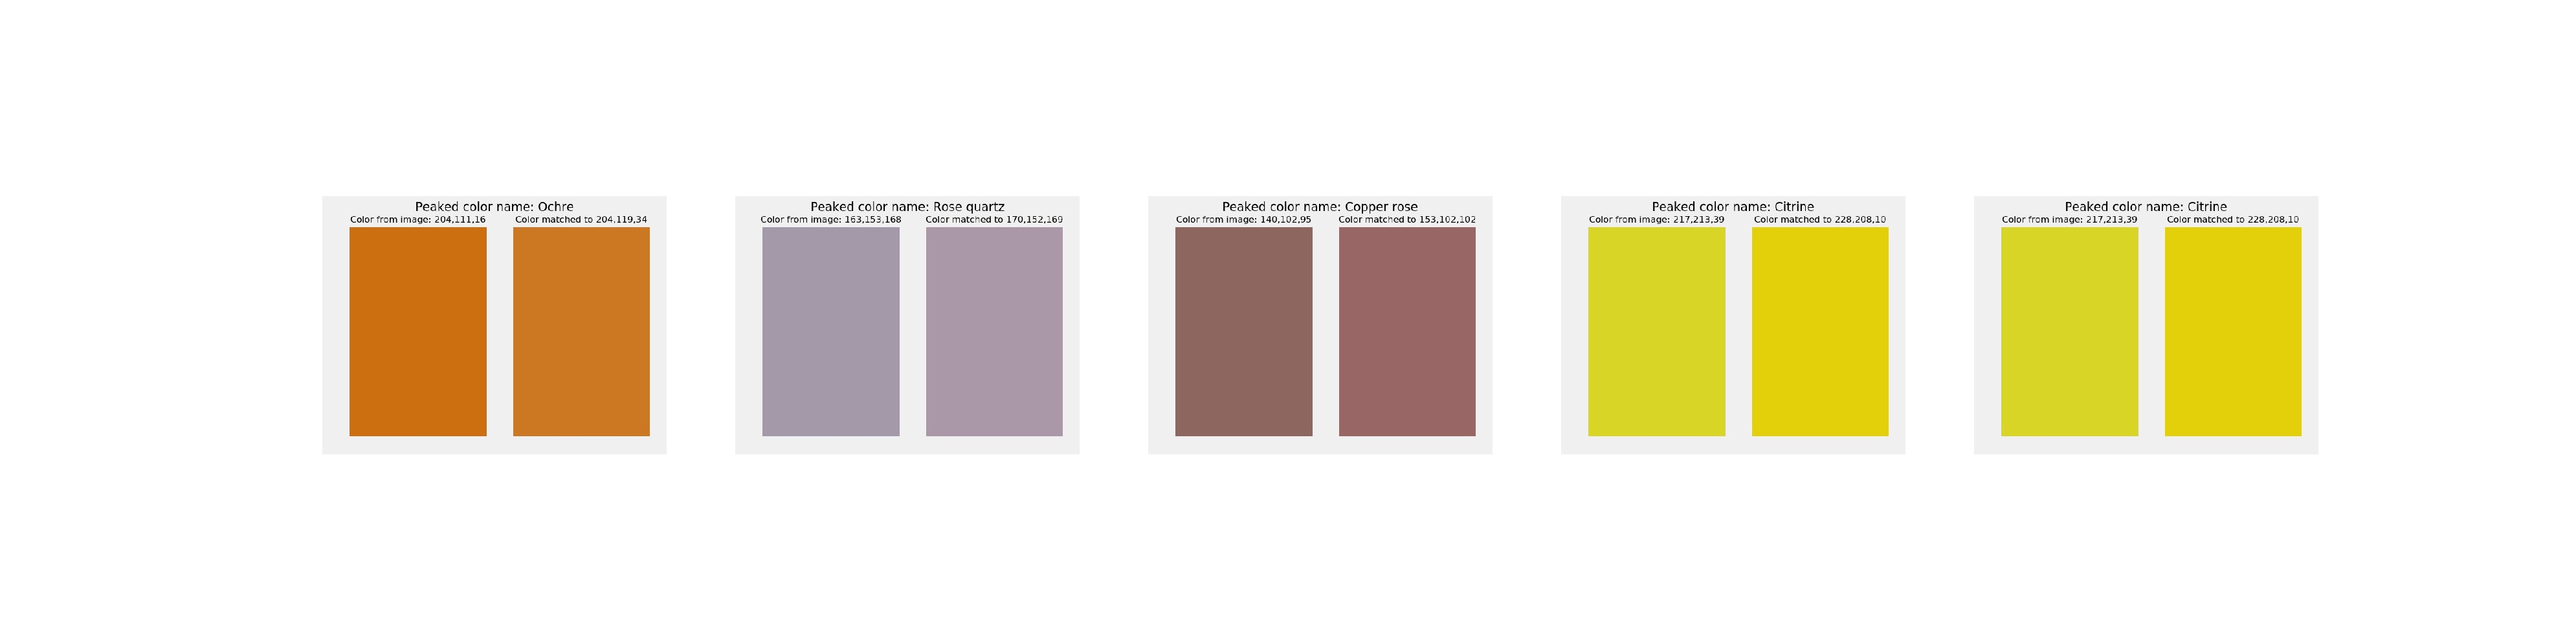 Peaked color name: Ochre
Color from image: 204,111,16
Color matched to 204,119,34
Peaked color name: Rose quartz
Color from image: 163,153,168
Color matched to 170,152,169
Peaked color name: Copper rose
Color from image: 140,102,95
Color matched to 153,102,102
Peaked color name: Citrine
Color from image: 217,213,39
Color matched to 228,208,10
Peaked color name: Citrine
Color from image: 217,213,39
Color matched to 228,208,10